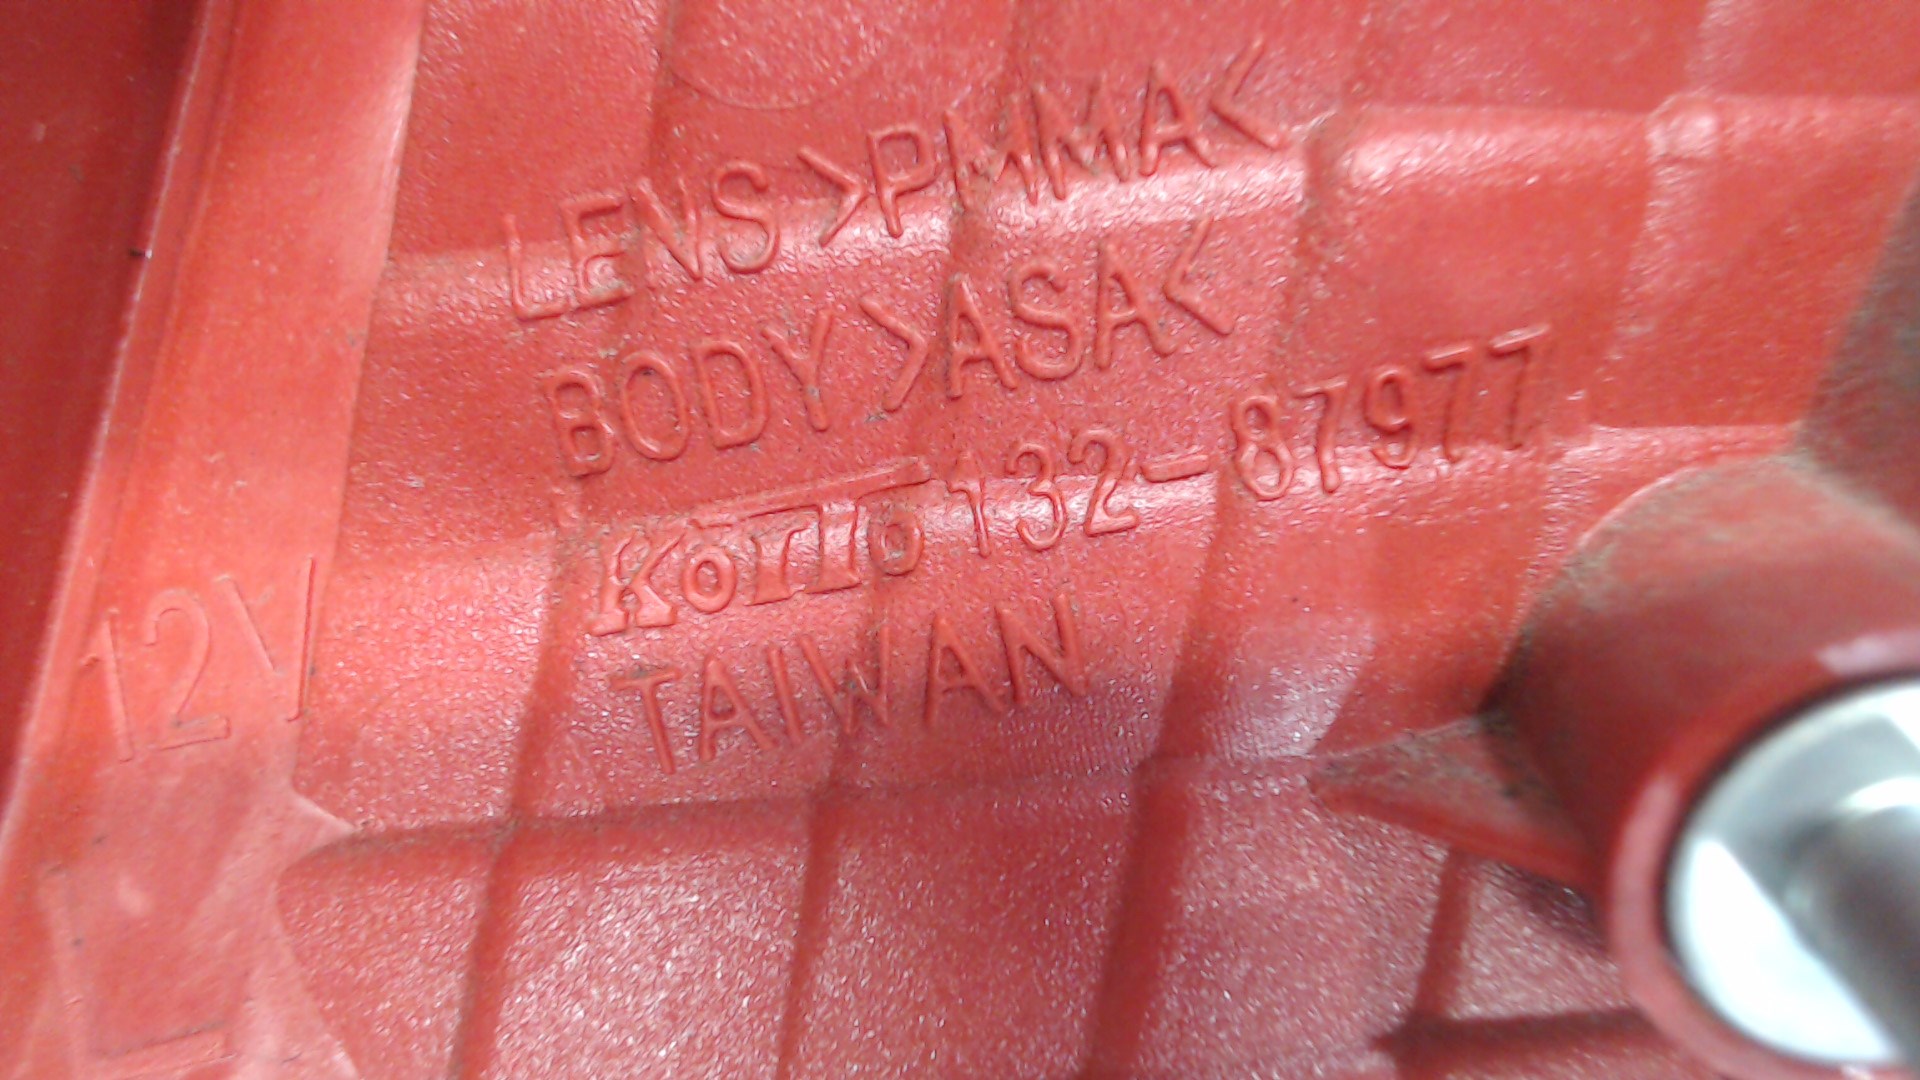 LENS >PMMA<
BODY >ASA<
KOITO 132-87977
TAIWAN
12V